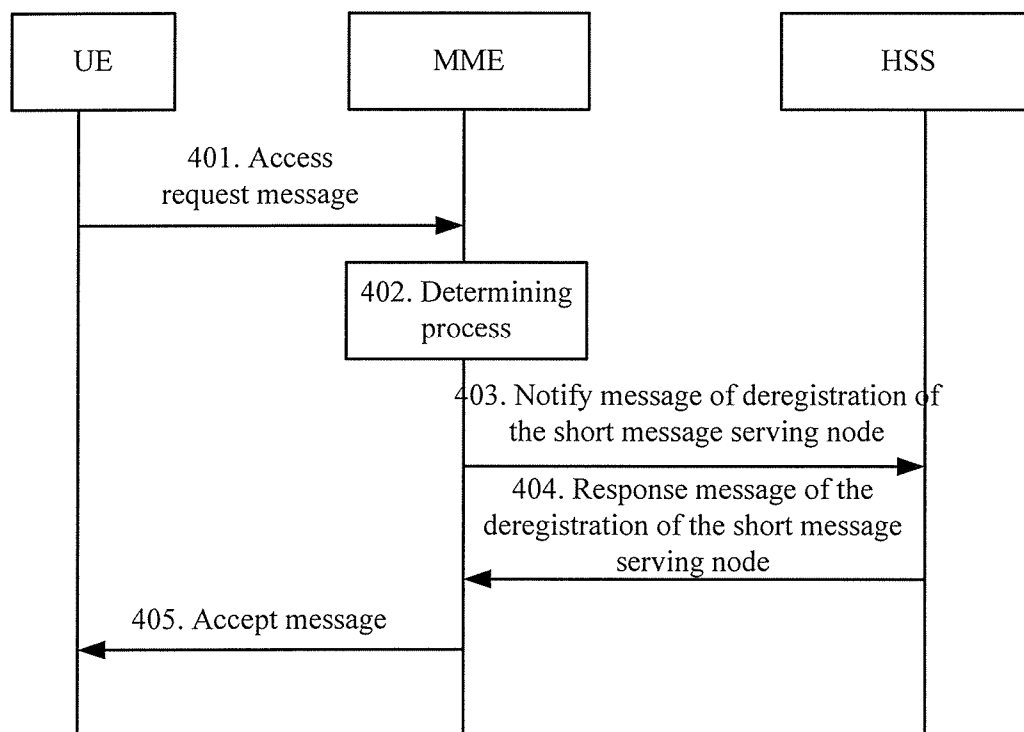 UE
MME
HSS
401. Access
request message
402. Determining
process
403. Notify message of deregistration of
the short message serving node
404. Response message of the
deregistration of the short message
serving node
405. Accept message